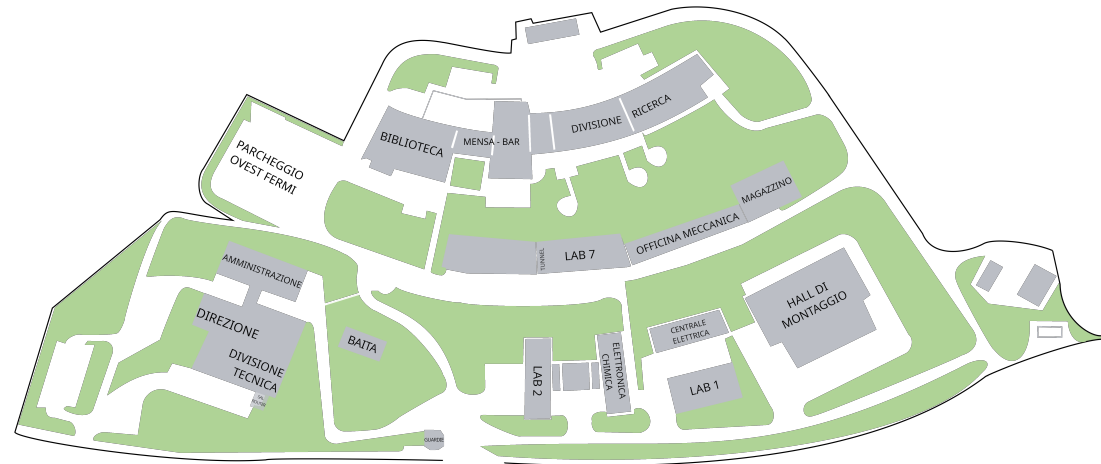 BIBLIOTECA
MENSA - BAR
DIVISIONE
RICERCA
PARCHEGGIO
OVEST FERMI
MAGAZZINO
OFFICINA MECCANICA
TUNNEL
LAB 7
AMMINISTRAZIONE
DIREZIONE
DIVISIONE
TECNICA
BAITA
HALL DI
MONTAGGIO
CENTRALE
ELETTRICA
ELETTRONICA
CHIMICA
LAB 2
LAB 1
GUARDIE